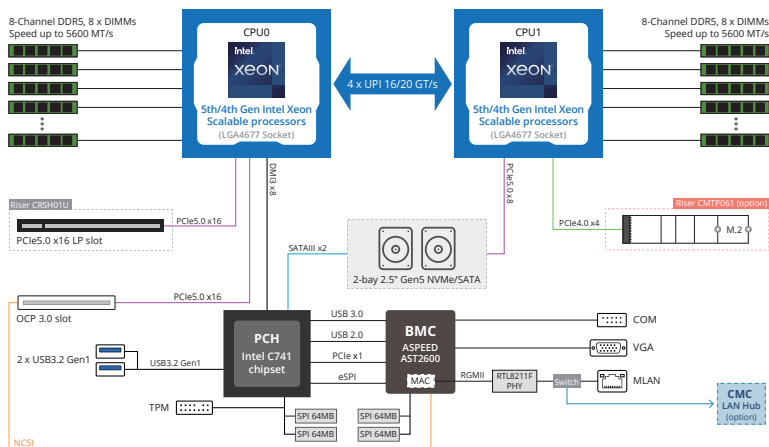 8-Channel DDR5, 8 x DIMMs
Speed up to 5600 MT/s
CPU0
intel
xeon
5th/4th Gen Intel Xeon
Scalable processors
(LGA4677 Socket)
4 x UPI 16/20 GT/s
CPU1
intel
xeon
5th/4th Gen Intel Xeon
Scalable processors
(LGA4677 Socket)
8-Channel DDR5, 8 x DIMMs
Speed up to 5600 MT/s
DMI3 x8
PCIe5.0 x8
Riser CRSH01U
PCIe5.0 x16
PCIe5.0 x16 LP slot
Riser CMTP061 (option)
PCIe4.0 x4
M.2
SATAIII x2
2-bay 2.5" Gen5 NVMe/SATA
PCIe5.0 x16
OCP 3.0 slot
2 x USB3.2 Gen1
USB3.2 Gen1
PCH
Intel C741
chipset
USB 3.0
USB 2.0
PCIe x1
eSPI
BMC
ASPEED
AST2600
MAC
COM
VGA
RGMII
RTL8211F
PHY
Switch
MLAN
CMC
LAN Hub
(option)
TPM
SPI 64MB
SPI 64MB
SPI 64MB
SPI 64MB
NCSI